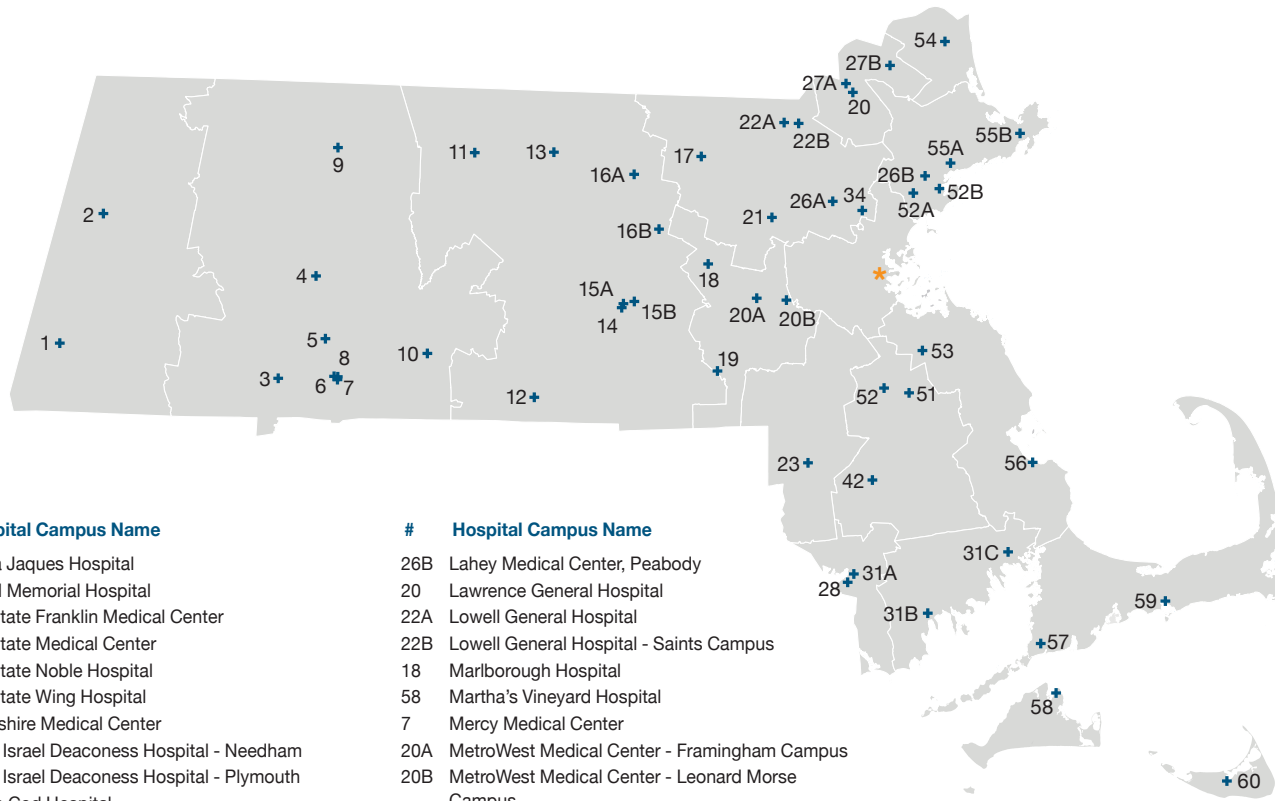 54
27B
27A
20
22A
22B
55B
11
13
17
55A
9
16A
26B
52B
2
26A
34
52A
21
16B
4
18
*
15A
15B
20A
20B
14
1
5
53
8
10
19
3
6
7
52
51
12
23
56
42
# Hospital Campus Name
Hospital Campus Name
Jaques Hospital
Memorial Hospital
Franklin Medical Center
Medical Center
Noble Hospital
Wing Hospital
Medical Center
Israel Deaconess Hospital - Needham
Israel Deaconess Hospital - Plymouth
Hospital
26B Lahey Medical Center, Peabody
20 Lawrence General Hospital
22A Lowell General Hospital
22B Lowell General Hospital - Saints Campus
18 Marlborough Hospital
58 Martha's Vineyard Hospital
7 Mercy Medical Center
20A MetroWest Medical Center - Framingham Campus
20B MetroWest Medical Center - Leonard Morse
Campus
31C
31A
28
59
31B
57
58
60